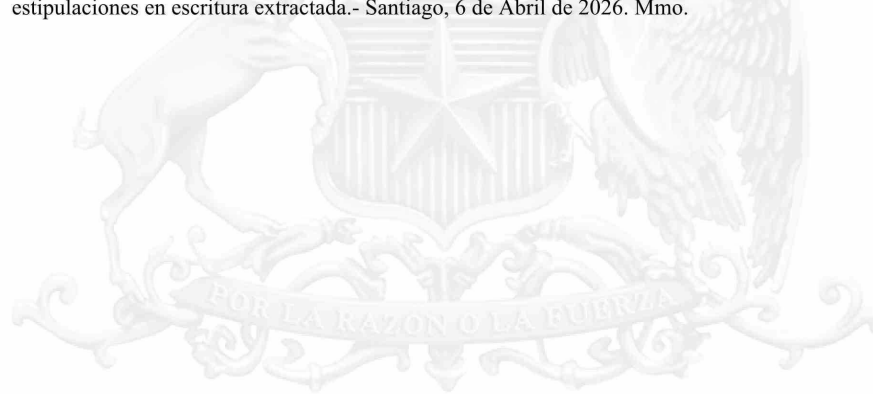 estipulaciones en escritura extractada.- Santiago, 6 de Abril de 2026. Mmo.
POR LA RAZON O LA FUERZA